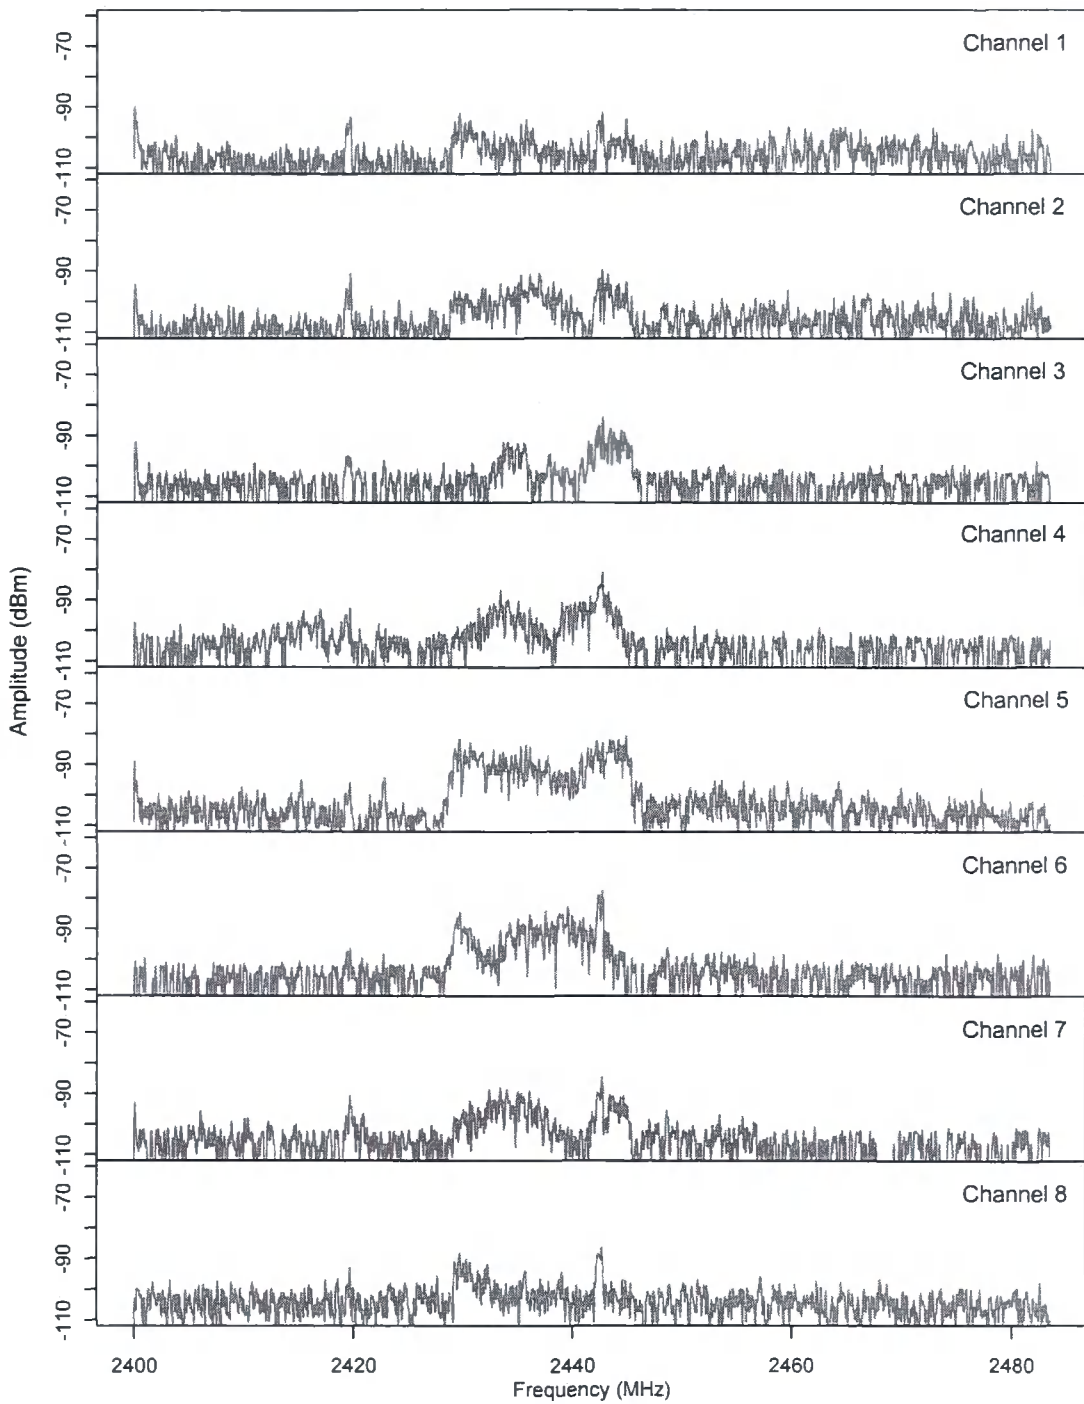 Channel 1
-70
-90
-110
Channel 2
-70
-90
-110
Channel 3
-70
-90
-110
Channel 4
-70
-90
-110
Amplitude (dBm)
Channel 5
-70
-90
-110
Channel 6
-70
-90
-110
Channel 7
-70
-90
-110
Channel 8
-70
-90
-110
2400 2420 2440 2460 2480
Frequency (MHz)